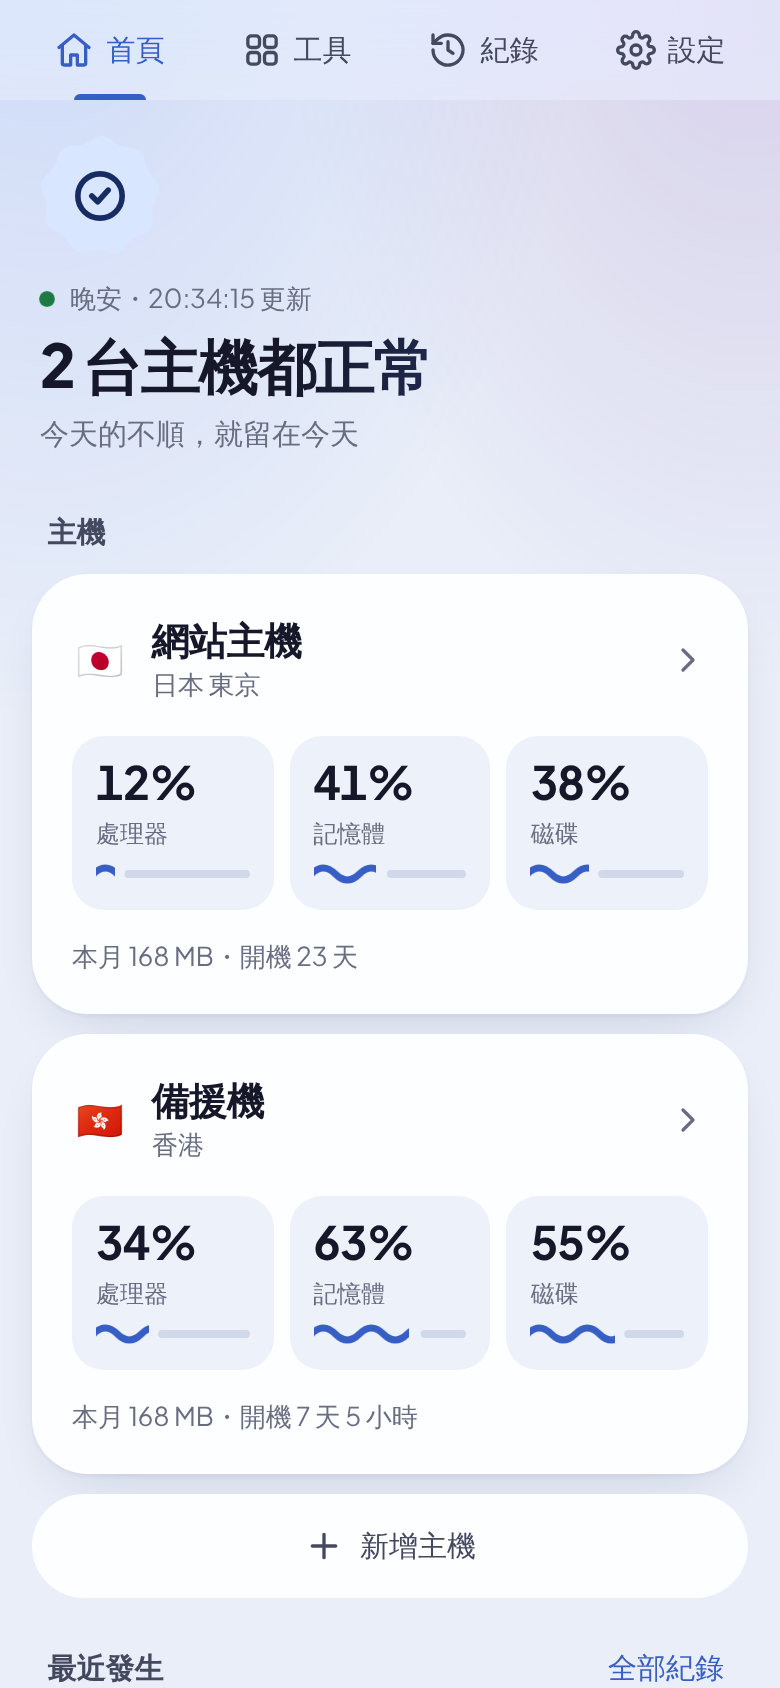 首頁 工具 紀錄 設定
晚安・20:34:15 更新
2 台主機都正常
今天的不順，就留在今天
主機
網站主機
日本 東京
12% 41% 38%
處理器 記憶體 磁碟
本月 168 MB・開機 23 天
備援機
香港
34% 63% 55%
處理器 記憶體 磁碟
本月 168 MB・開機 7 天 5 小時
新增主機
最近發生 全部紀錄